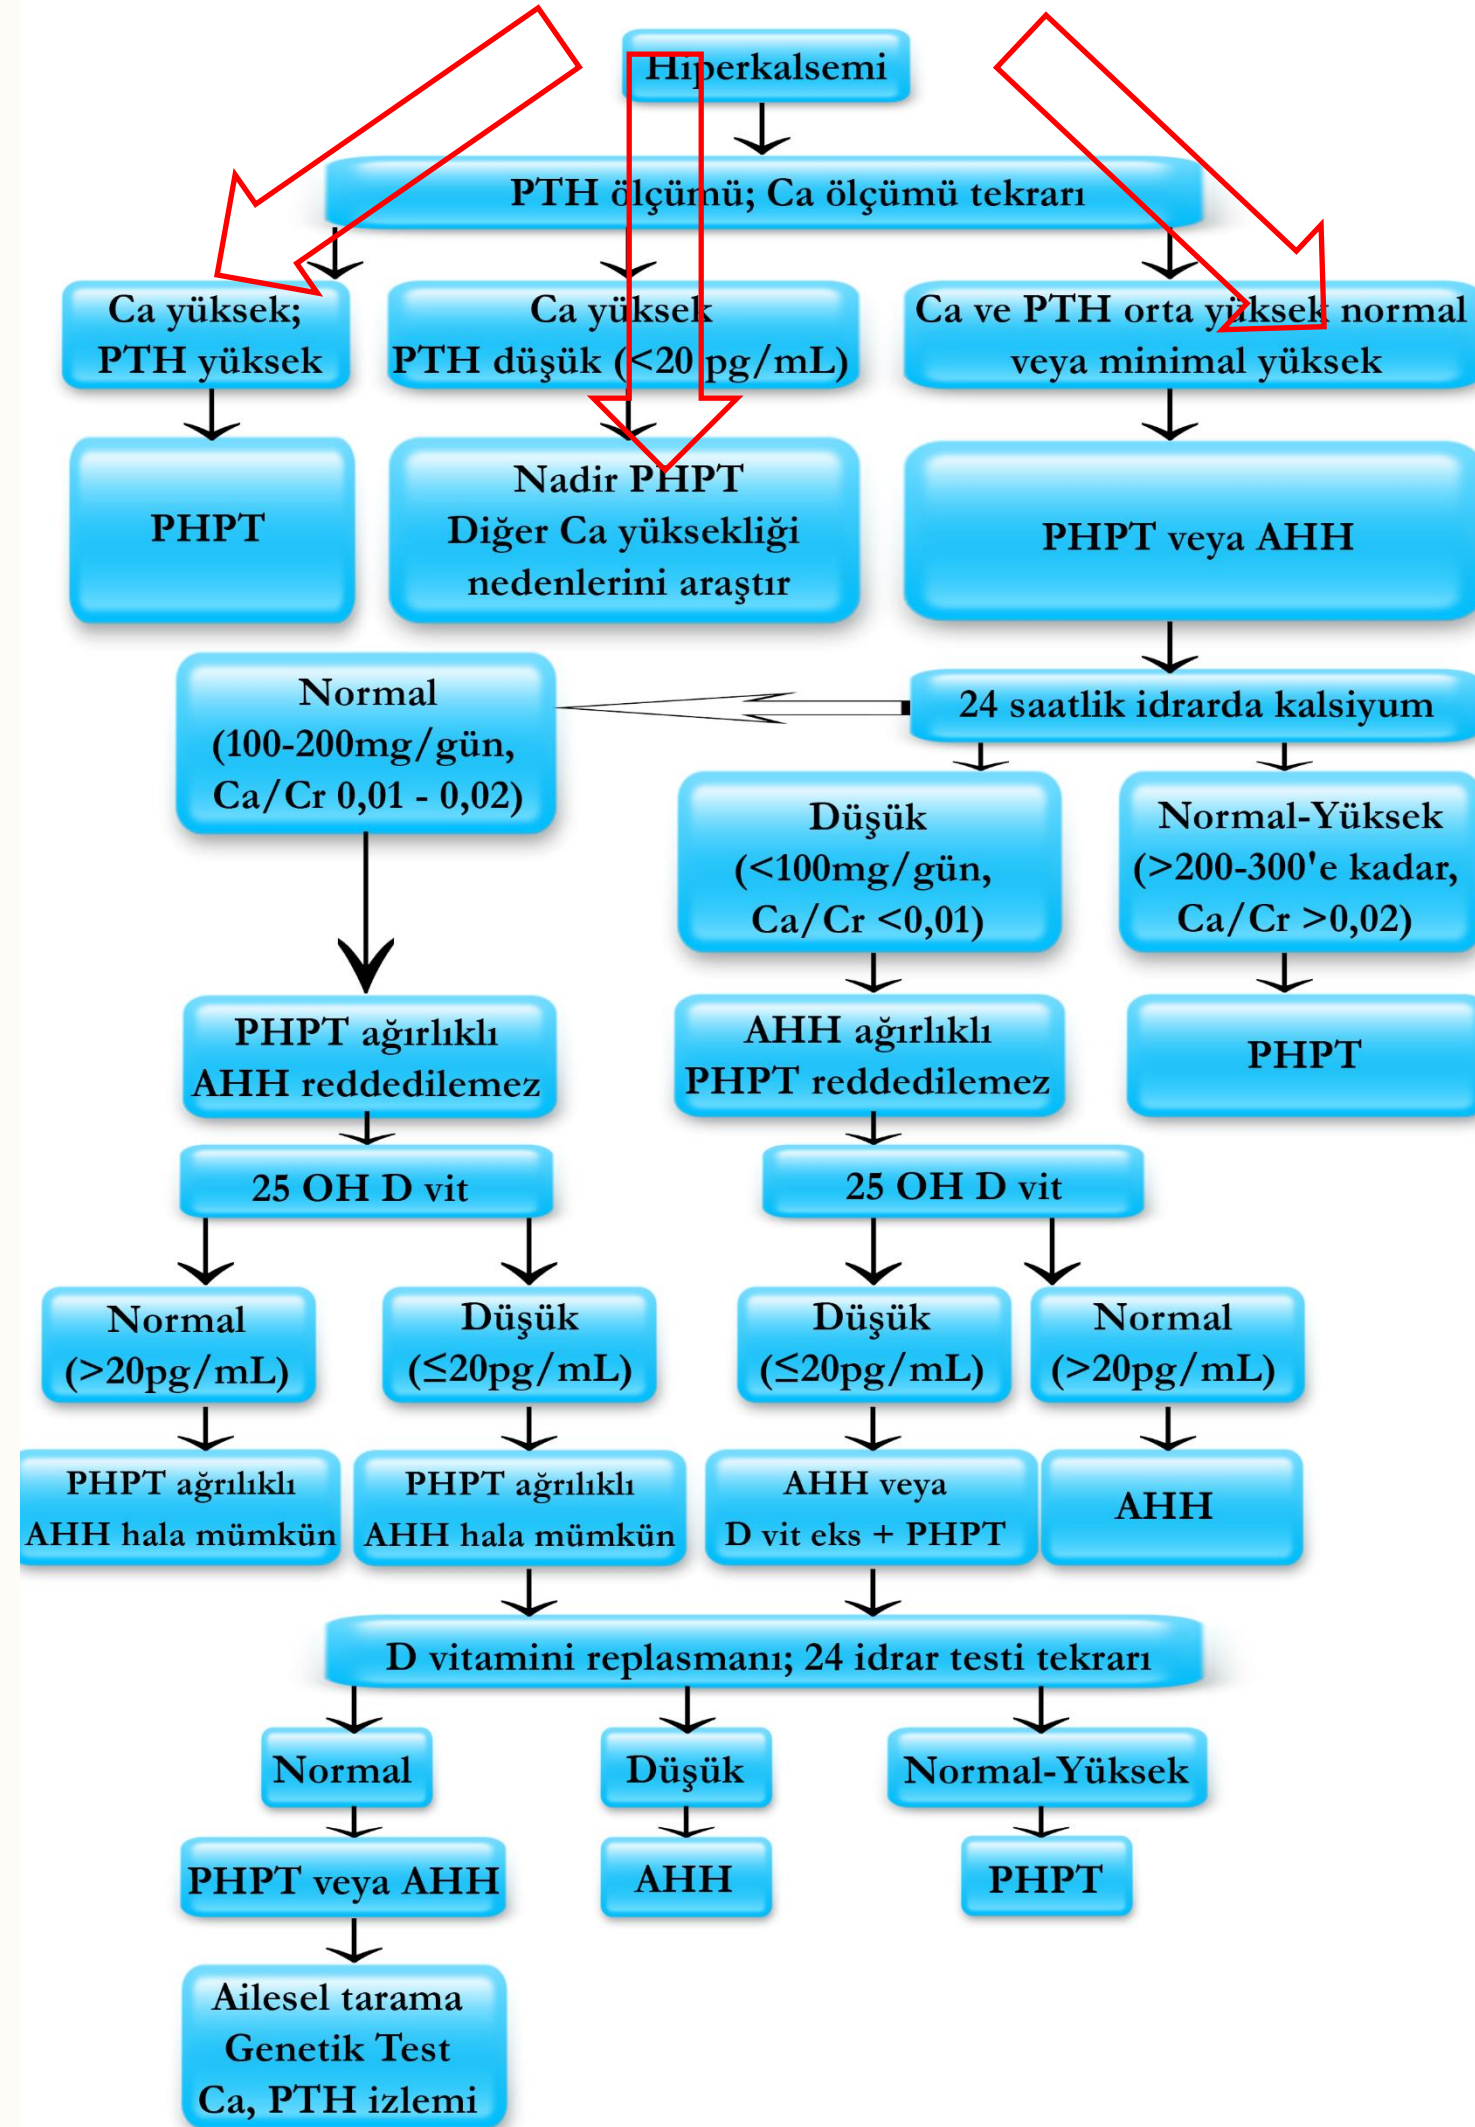 Hiperkalsemi
PTH ölçümü; Ca ölçümü tekrarı
Ca yüksek;
PTH yüksek
Ca yüksek
PTH düşük (<20 pg/mL)
Ca ve PTH orta yüksek normal
veya minimal yüksek
PHPT
Nadir PHPT
Diğer Ca yüksekliği
nedenlerini araştır
PHPT veya AHH
24 saatlik idrarda kalsiyum
Normal
(100-200mg/gün,
Ca/Cr 0,01 - 0,02)
Düşük
(<100mg/gün,
Ca/Cr <0,01)
Normal-Yüksek
(>200-300'e kadar,
Ca/Cr >0,02)
PHPT ağırlıklı
AHH reddedilemez
AHH ağırlıklı
PHPT reddedilemez
PHPT
25 OH D vit
25 OH D vit
Normal
(>20pg/mL)
Düşük
(≤20pg/mL)
Düşük
(≤20pg/mL)
Normal
(>20pg/mL)
PHPT ağrılıklı
AHH hala mümkün
PHPT ağrılıklı
AHH hala mümkün
AHH veya
D vit eks + PHPT
AHH
D vitamini replasmanı; 24 idrar testi tekrarı
Normal
Düşük
Normal-Yüksek
PHPT veya AHH
AHH
PHPT
Ailesel tarama
Genetik Test
Ca, PTH izlemi